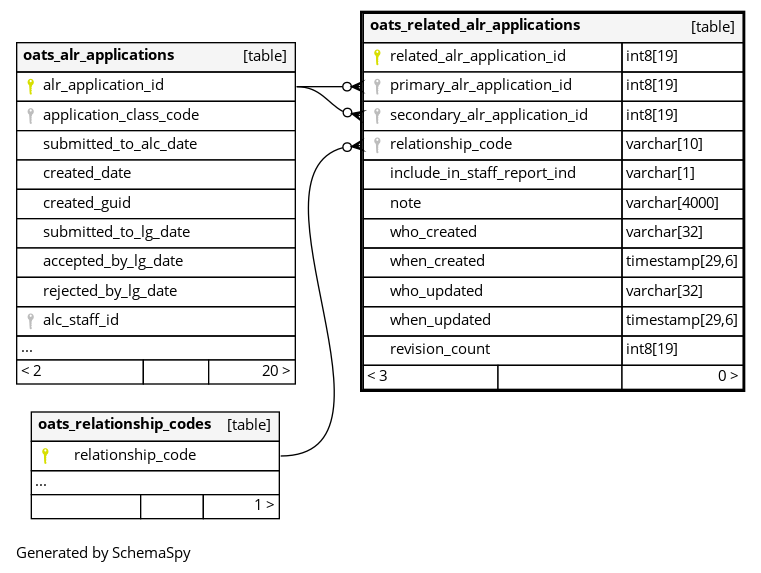 oats_related_alr_applications [table]
related_alr_application_id int8[19]
primary_alr_application_id int8[19]
secondary_alr_application_id int8[19]
relationship_code varchar[10]
include_in_staff_report_ind varchar[1]
note varchar[4000]
who_created varchar[32]
when_created timestamp[29,6]
who_updated varchar[32]
when_updated timestamp[29,6]
revision_count int8[19]
< 3 0 >
oats_alr_applications [table]
alr_application_id
application_class_code
submitted_to_alc_date
created_date
created_guid
submitted_to_lg_date
accepted_by_lg_date
rejected_by_lg_date
alc_staff_id
...
< 2 20 >
oats_relationship_codes [table]
relationship_code
...
1 >
Generated by SchemaSpy